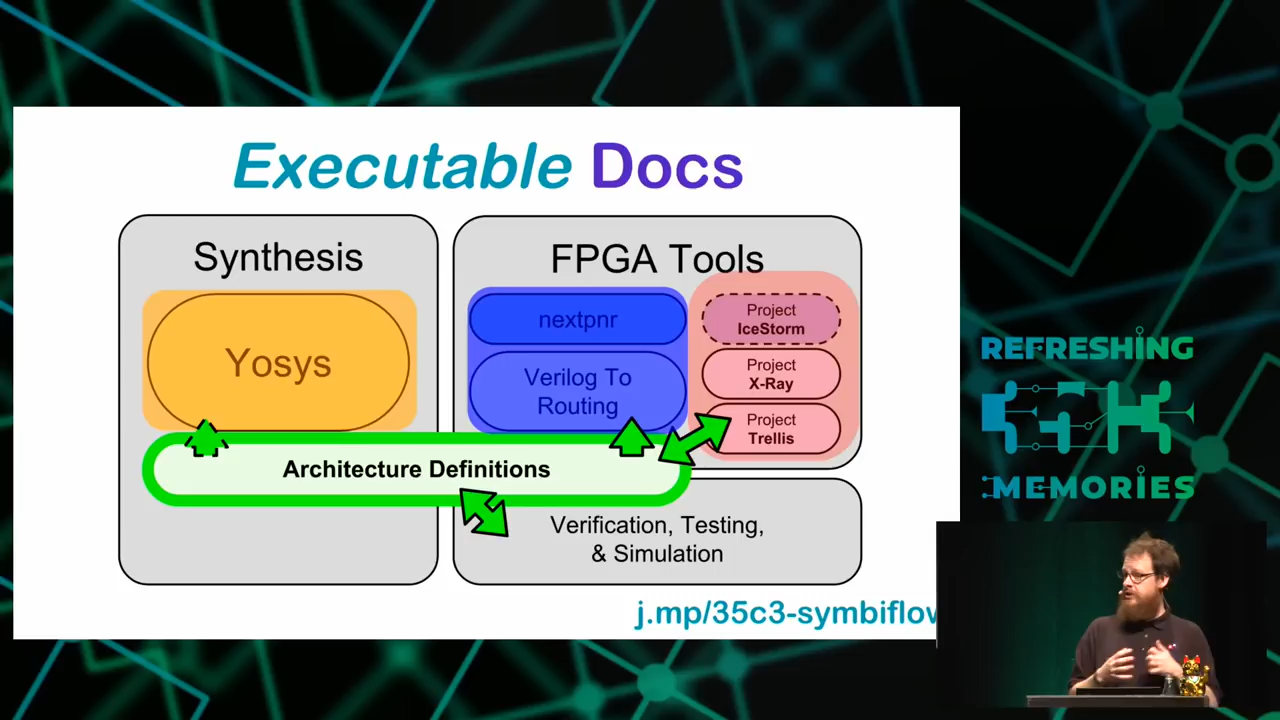 Executable Docs
Synthesis
Yosys
FPGA Tools
nextpnr
Verilog To
Routing
Project
IceStorm
Project
X-Ray
Project
Trellis
Architecture Definitions
Verification, Testing,
& Simulation
j.mp/35c3-symbiflow
REFRESHING
MEMORIES